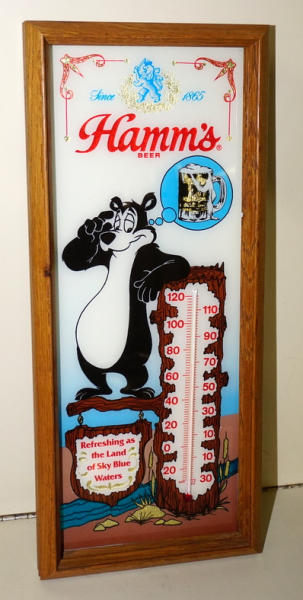 Since 1865
Hamm's®
BEER
120
110
100
90
80
70
60
50
40
30
20
10
0
10
20
30
Refreshing as
the Land
of Sky Blue
Waters